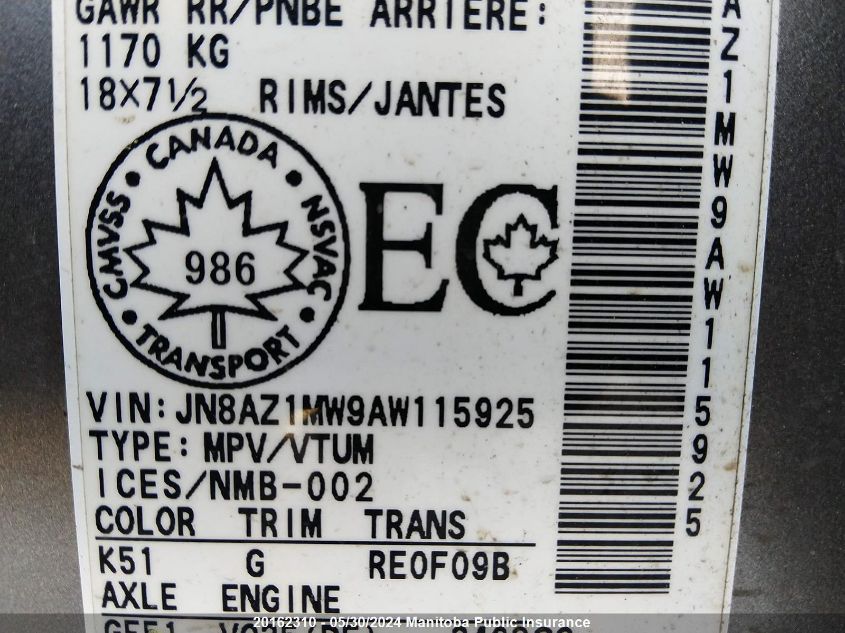 GAWR RR/PNBE ARRIERE:
1170 KG
18X7½ RIMS/JANTES
CANADA
CMVSS
NSVAC
986
TRANSPORT
EC
VIN: JN8AZ1MW9AW115925
TYPE: MPV/VTUM
ICES/NMB-002
COLOR TRIM TRANS
K51 G RE0F09B
AXLE ENGINE
AZ1MW9AW115925
20162310 - 05/30/2024 Manitoba Public Insurance